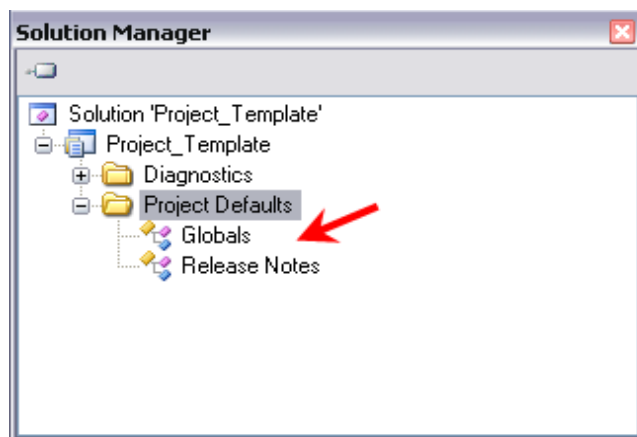 Solution Manager
Solution 'Project_Template'
Project_Template
Diagnostics
Project Defaults
Globals
Release Notes